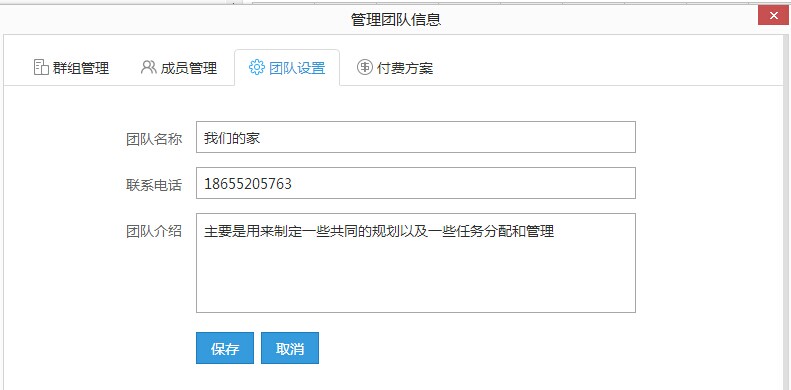 管理团队信息
群组管理 成员管理 团队设置 付费方案
团队名称 我们的家
联系电话 18655205763
团队介绍 主要是用来制定一些共同的规划以及一些任务分配和管理
保存 取消